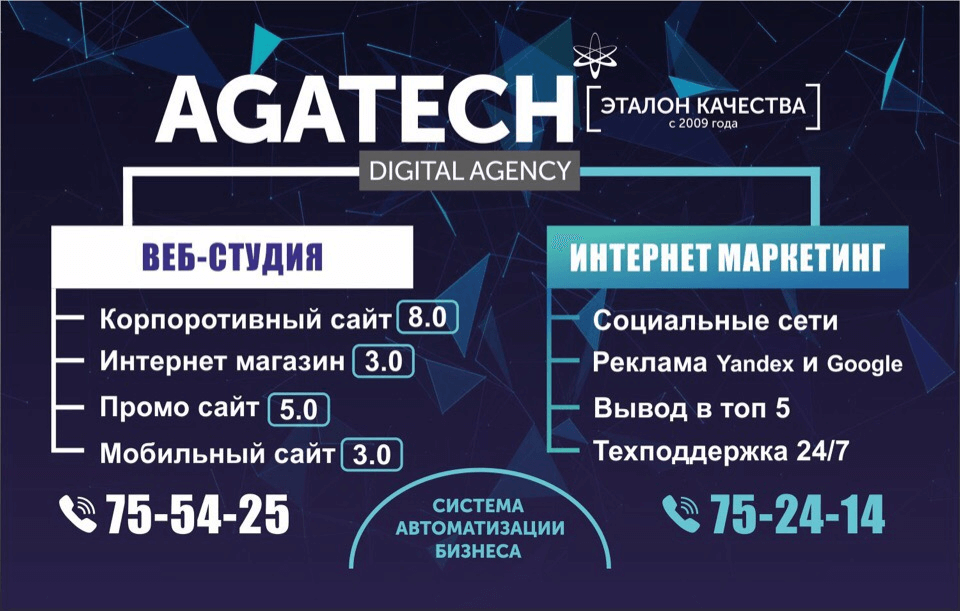 AGATECH
ЭТАЛОН КАЧЕСТВА
с 2009 года
DIGITAL AGENCY
ВЕБ-СТУДИЯ
Корпоротивный сайт 8.0
Интернет магазин 3.0
Промо сайт 5.0
Мобильный сайт 3.0
75-54-25
ИНТЕРНЕТ МАРКЕТИНГ
Социальные сети
Реклама Yandex и Google
Вывод в топ 5
Техподдержка 24/7
75-24-14
СИСТЕМА
АВТОМАТИЗАЦИИ
БИЗНЕСА